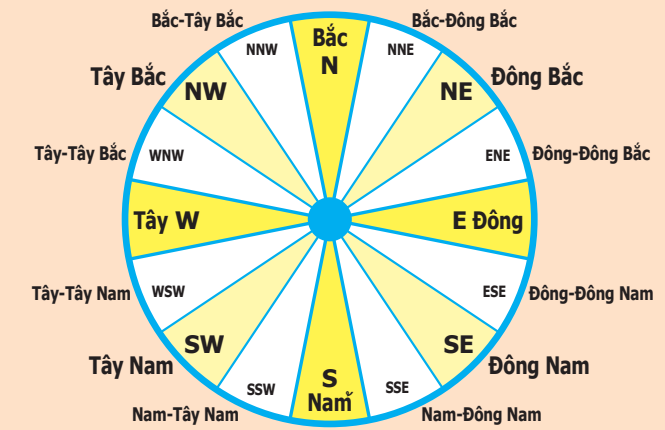 Bắc-Tây Bắc
Bắc-Đông Bắc
NNW
Bắc
N
NNE
Tây Bắc
NW
NE
Đông Bắc
Tây-Tây Bắc
WNW
ENE
Đông-Đông Bắc
Tây W
E Đông
Tây-Tây Nam
WSW
ESE
Đông-Đông Nam
Tây Nam
SW
SE
Đông Nam
SSW
S
Nam
SSE
Nam-Tây Nam
Nam-Đông Nam